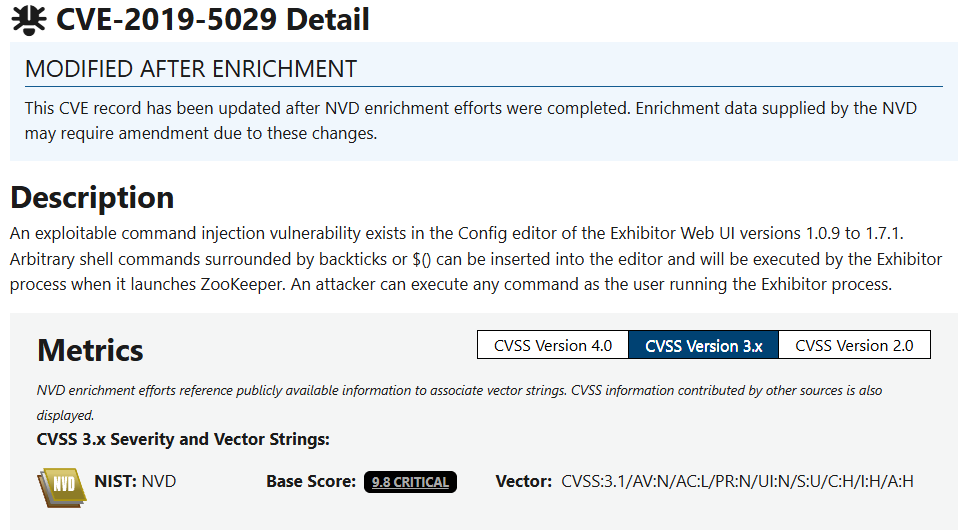 CVE-2019-5029 Detail
MODIFIED AFTER ENRICHMENT
This CVE record has been updated after NVD enrichment efforts were completed. Enrichment data supplied by the NVD
may require amendment due to these changes.
Description
An exploitable command injection vulnerability exists in the Config editor of the Exhibitor Web UI versions 1.0.9 to 1.7.1.
Arbitrary shell commands surrounded by backticks or $() can be inserted into the editor and will be executed by the Exhibitor
process when it launches ZooKeeper. An attacker can execute any command as the user running the Exhibitor process.
Metrics
CVSS Version 4.0 CVSS Version 3.x CVSS Version 2.0
NVD enrichment efforts reference publicly available information to associate vector strings. CVSS information contributed by other sources is also
displayed.
CVSS 3.x Severity and Vector Strings:
NVD NIST: NVD Base Score: 9.8 CRITICAL Vector: CVSS:3.1/AV:N/AC:L/PR:N/UI:N/S:U/C:H/I:H/A:H